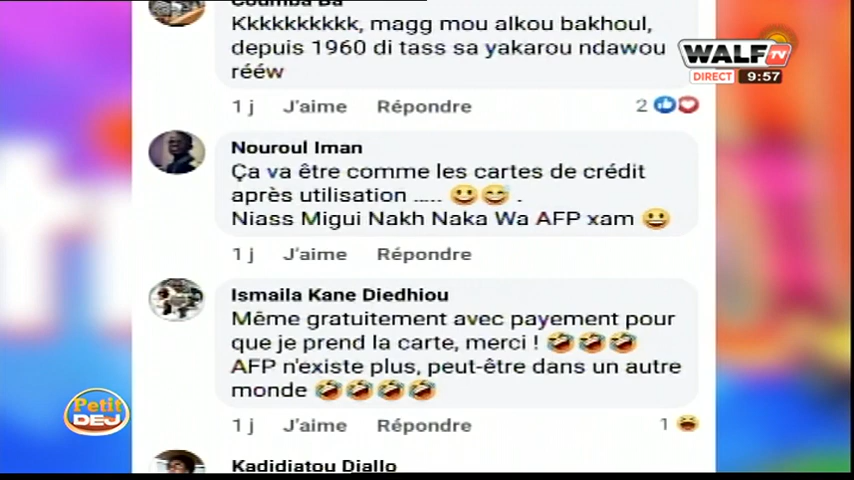 Coumba Ba
Kkkkkkkkkk, magg mou alkou bakhoul,
depuis 1960 di tass sa yakarou ndawou
rééw
1 j J'aime Répondre 2
Nouroul Iman
Ça va être comme les cartes de crédit
après utilisation ..... 😀😅 .
Niass Migui Nakh Naka Wa AFP xam 😀
1 j J'aime Répondre
Ismaila Kane Diedhiou
Même gratuitement avec payement pour
que je prend la carte, merci ! 🤣🤣🤣
AFP n'existe plus, peut-être dans un autre
monde 🤣🤣🤣🤣
1 j J'aime Répondre 1
Kadidiatou Diallo
WALF TV
DIRECT 9:57
Petit
DEJ